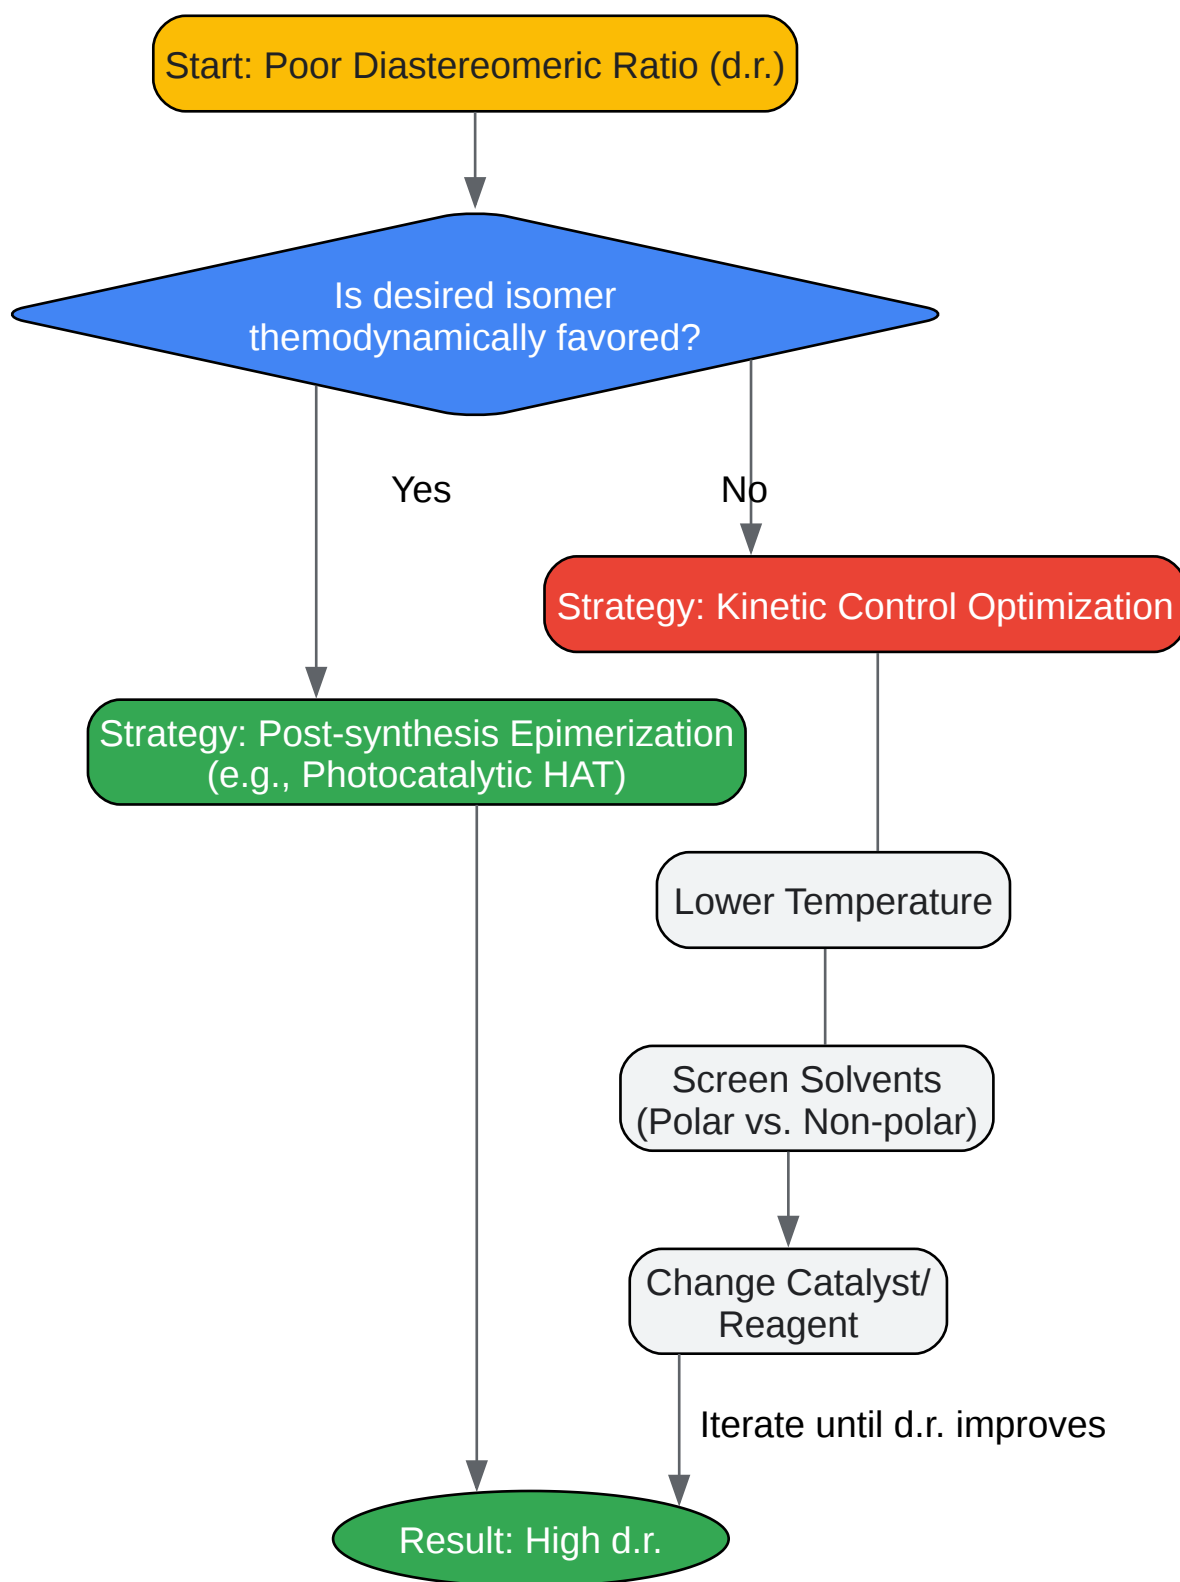 Start: Poor Diastereomeric Ratio (d.r.)
Is desired isomer
themodynamically favored?
Yes
No
Strategy: Kinetic Control Optimization
Strategy: Post-synthesis Epimerization
(e.g., Photocatalytic HAT)
Lower Temperature
Screen Solvents
(Polar vs. Non-polar)
Change Catalyst/
Reagent
Iterate until d.r. improves
Result: High d.r.